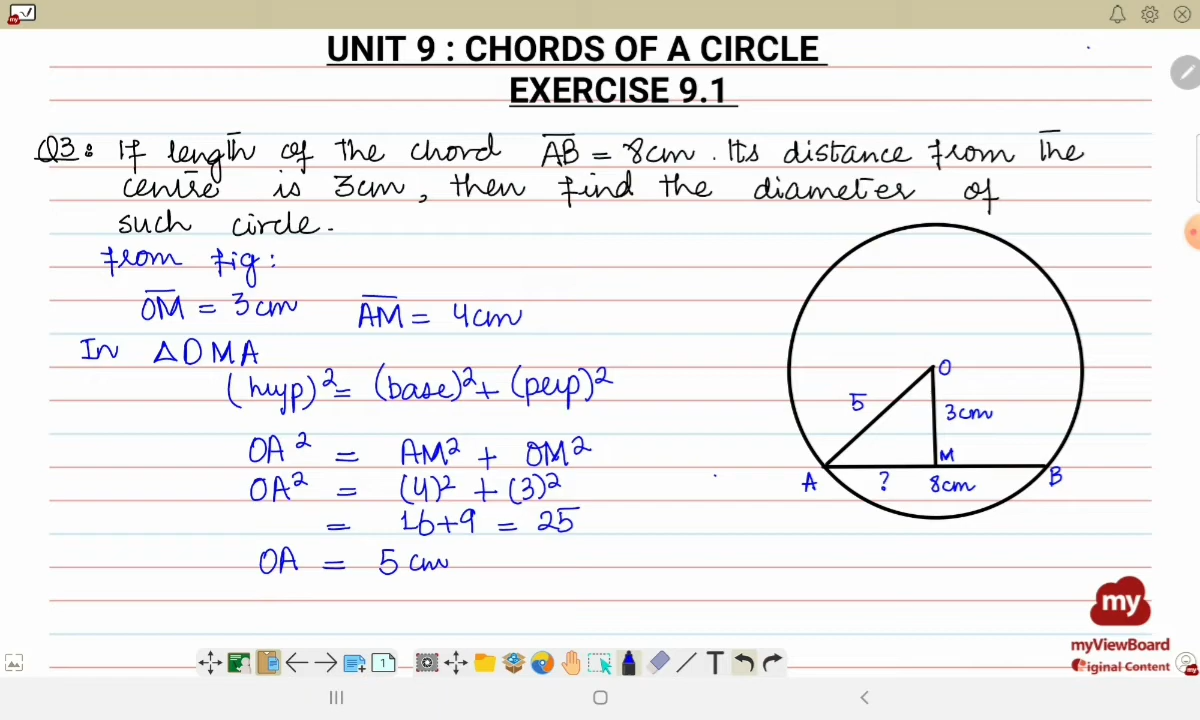 UNIT 9 : CHORDS OF A CIRCLE
EXERCISE 9.1
Q3: If length of the chord AB = 8cm. Its distance from the
centre is 3cm, then find the diameter of
such circle.
from fig:
OM = 3cm AM = 4cm
In △OMA
(hyp)² = (base)² + (perp)²
OA² = AM² + OM²
OA² = (4)² + (3)²
= 16+9 = 25
OA = 5 cm
O
5
3cm
M
A ? 8cm B
my
myViewBoard
Original Content
1
T